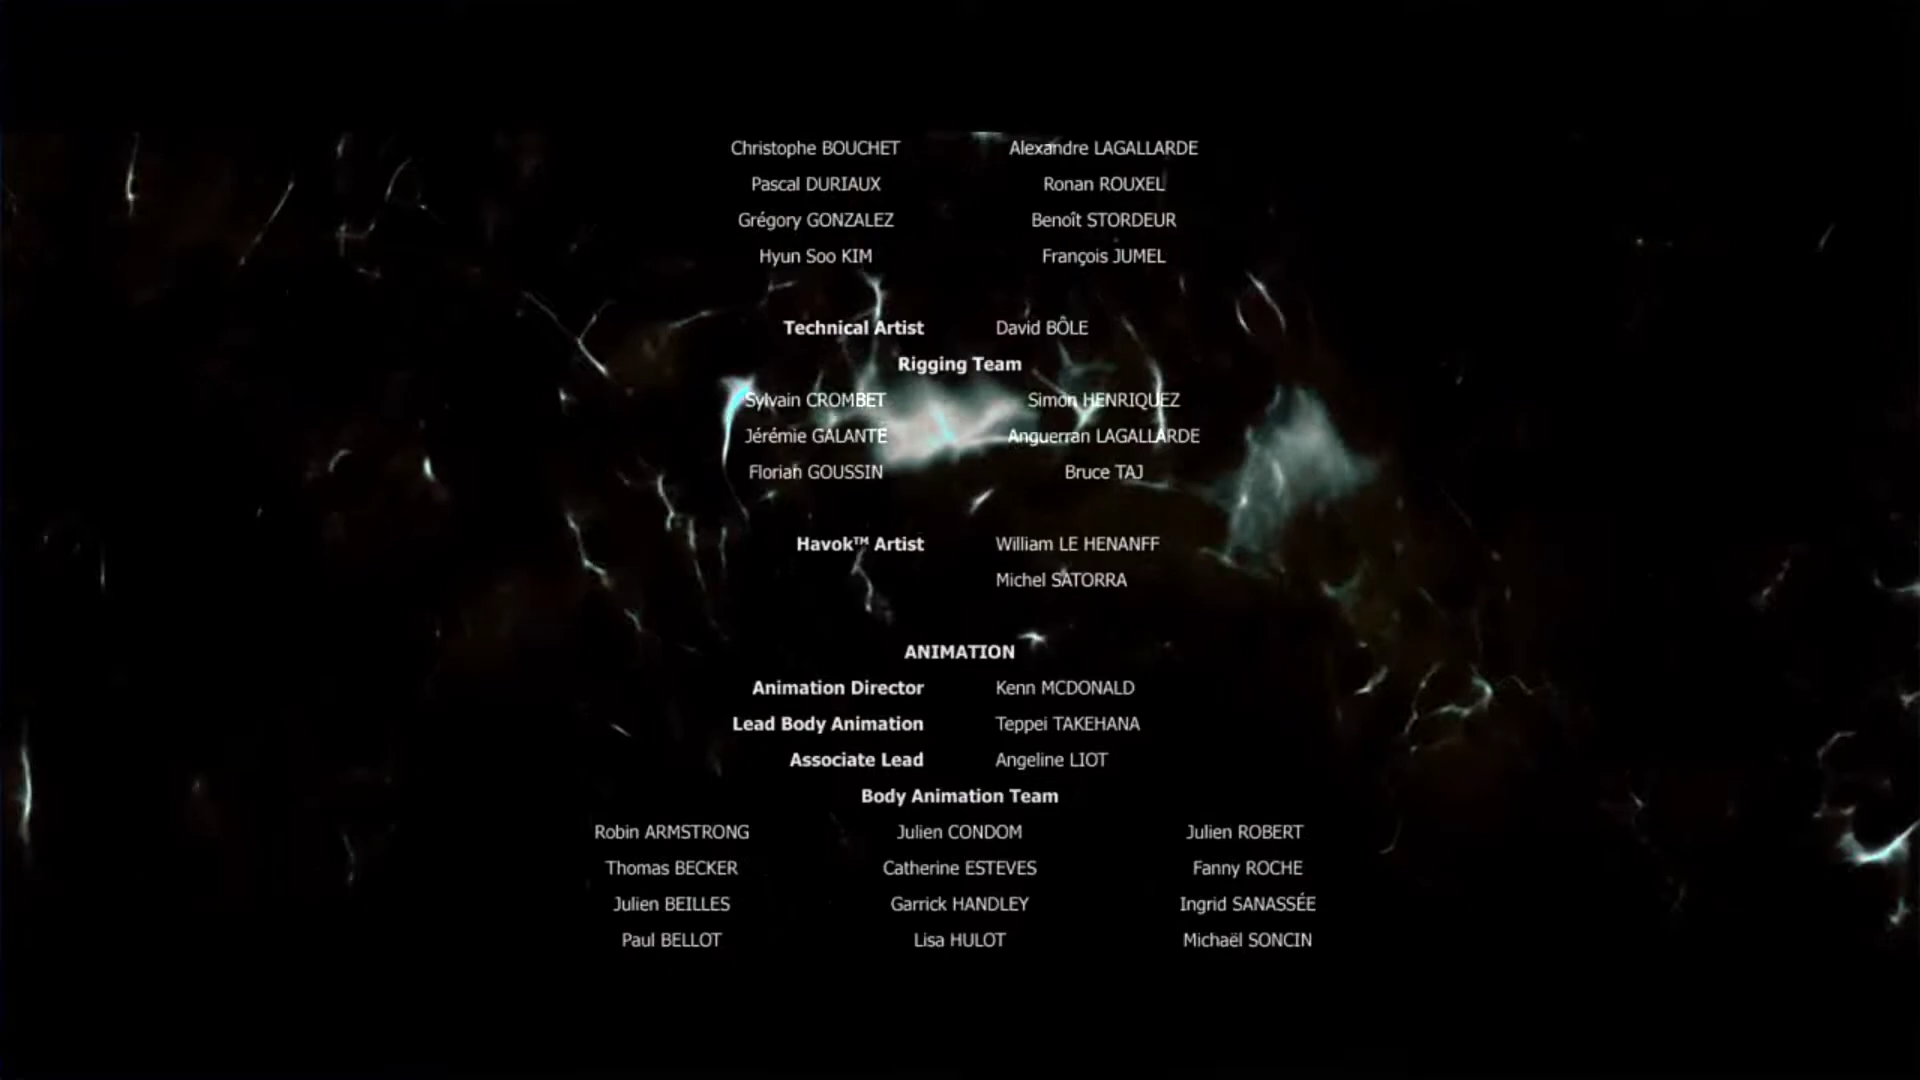 Christophe BOUCHET Alexandre LAGALLARDE
Pascal DURIAUX Ronan ROUXEL
Grégory GONZALEZ Benoît STORDEUR
Hyun Soo KIM François JUMEL
Technical Artist David BÔLE
Rigging Team
Sylvain CROMBET Simon HENRIQUEZ
Jérémie GALANTE Anguerran LAGALLARDE
Florian GOUSSIN Bruce TAJ
Havok™ Artist William LE HENANFF
Michel SATORRA
ANIMATION
Animation Director Kenn MCDONALD
Lead Body Animation Teppei TAKEHANA
Associate Lead Angeline LIOT
Body Animation Team
Robin ARMSTRONG Julien CONDOM Julien ROBERT
Thomas BECKER Catherine ESTEVES Fanny ROCHE
Julien BEILLES Garrick HANDLEY Ingrid SANASSÉE
Paul BELLOT Lisa HULOT Michaël SONCIN